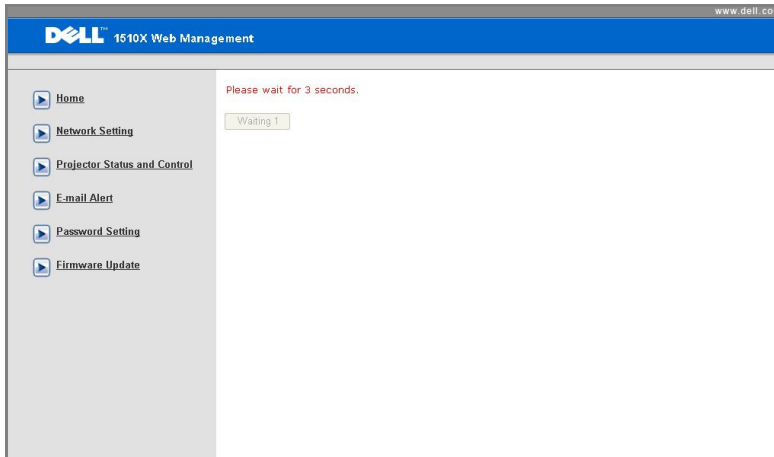 www.dell.co
DELL™ 1510X Web Management
Home
Network Setting
Projector Status and Control
E-mail Alert
Password Setting
Firmware Update
Please wait for 3 seconds.
Waiting 1